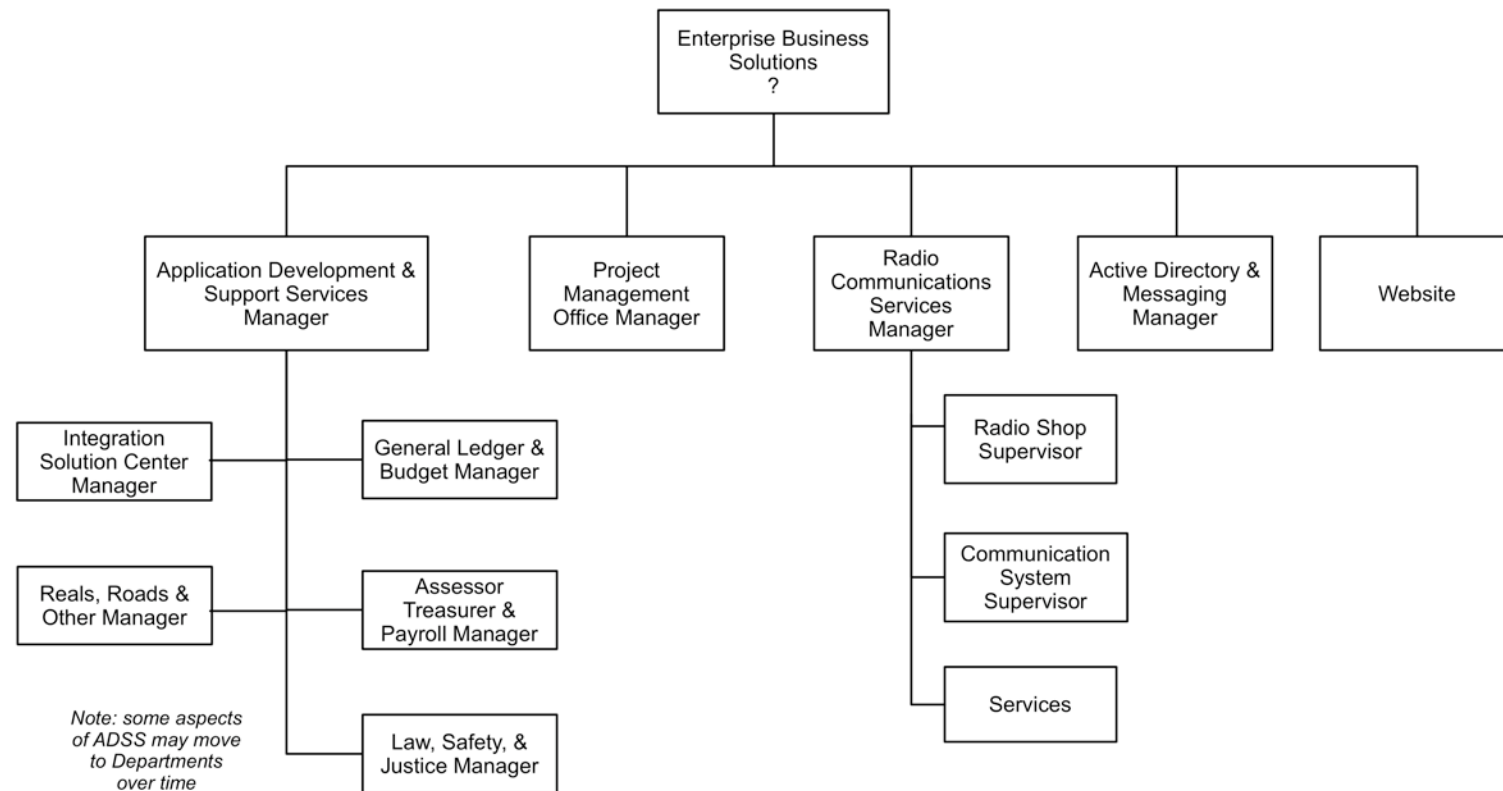 Enterprise Business
Solutions
?
Application Development &
Support Services
Manager
Project
Management
Office Manager
Radio
Communications
Services
Manager
Active Directory &
Messaging
Manager
Website
Integration
Solution Center
Manager
General Ledger &
Budget Manager
Radio Shop
Supervisor
Reals, Roads &
Other Manager
Assessor
Treasurer &
Payroll Manager
Communication
System
Supervisor
Note: some aspects
of ADSS may move
to Departments
over time
Law, Safety, &
Justice Manager
Services